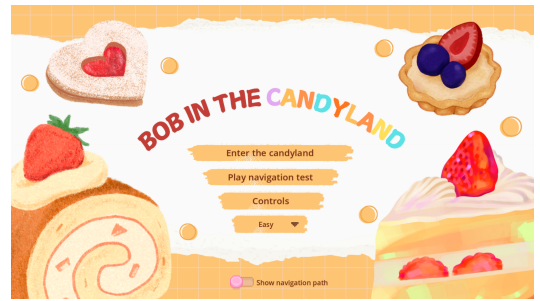 BOB IN THE CANDYLAND
Enter the candyland
Play navigation test
Controls
Easy
Show navigation path